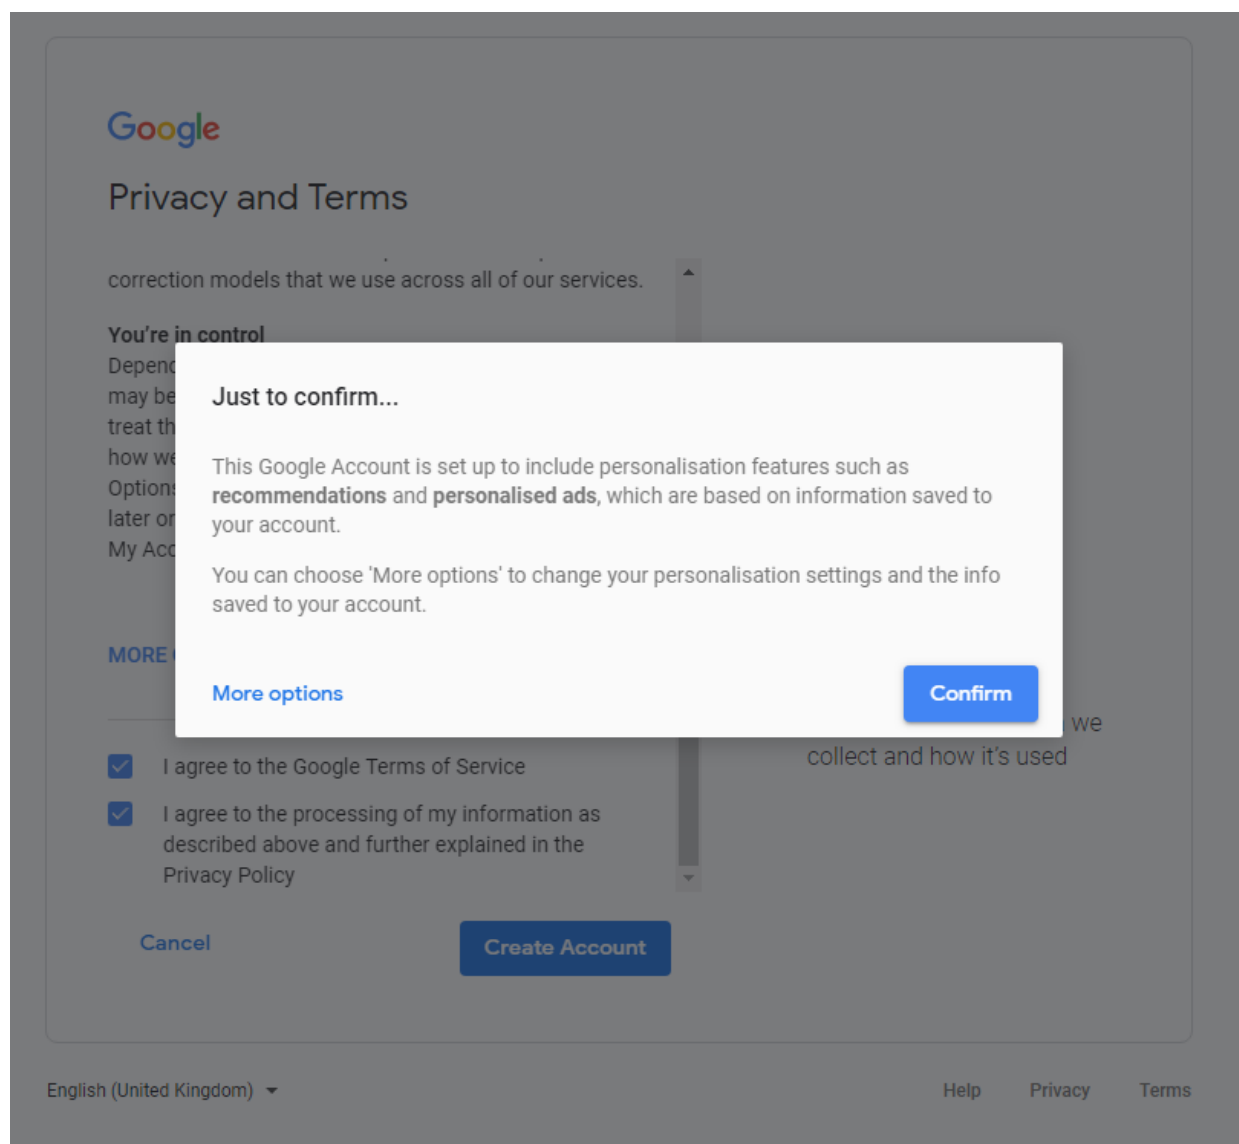 Google
Privacy and Terms
correction models that we use across all of our services.
You're in control
may be
treat th
how we
Options
later or
My Acc
MORE
Just to confirm...
This Google Account is set up to include personalisation features such as
recommendations and personalised ads, which are based on information saved to
your account.
You can choose 'More options' to change your personalisation settings and the info
saved to your account.
More options
Confirm
we
collect and how it's used
I agree to the Google Terms of Service
I agree to the processing of my information as
described above and further explained in the
Privacy Policy
Cancel
Create Account
English (United Kingdom)
Help Privacy Terms